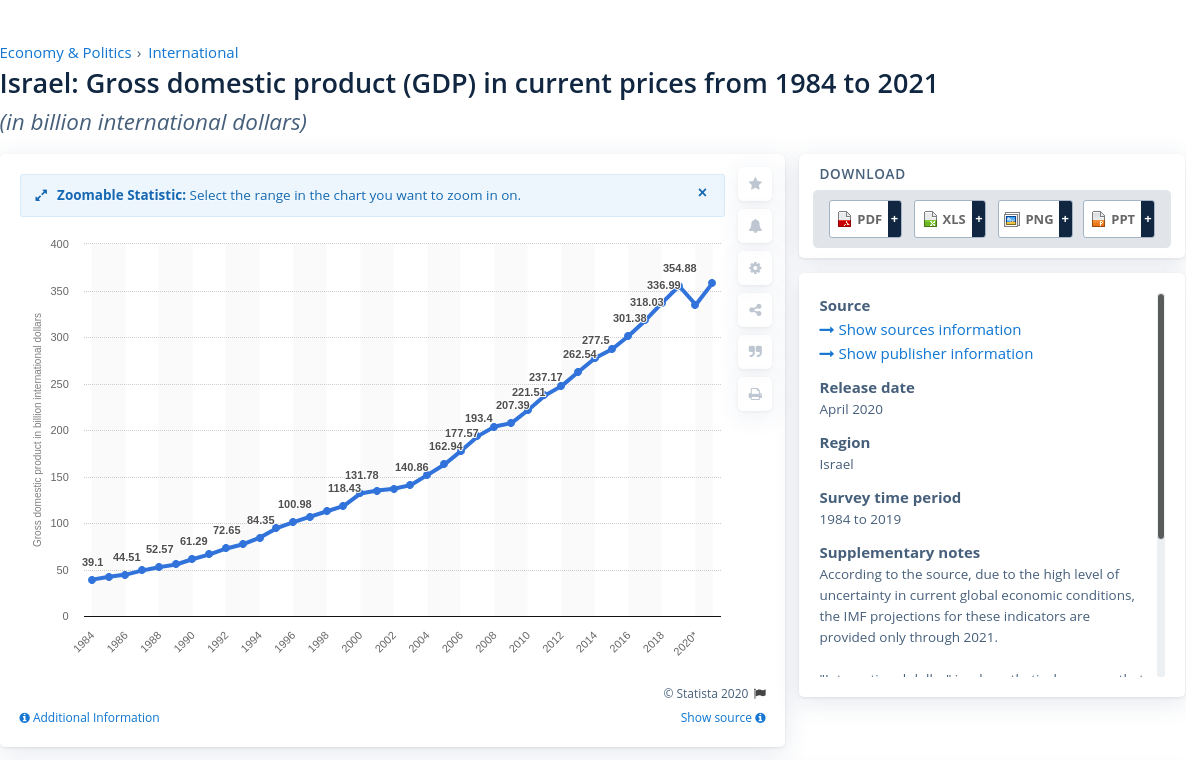 Economy & Politics › International
Israel: Gross domestic product (GDP) in current prices from 1984 to 2021
(in billion international dollars)
Zoomable Statistic: Select the range in the chart you want to zoom in on. ×
400
350
300
250
200
150
100
50
0
Gross domestic product in billion international dollars
39.1
44.51
52.57
61.29
72.65
84.35
100.98
118.43
131.78
140.86
162.94
177.57
193.4
207.39
221.51
237.17
262.54
277.5
301.38
318.03
336.99
354.88
1984
1986
1988
1990
1992
1994
1996
1998
2000
2002
2004
2006
2008
2010
2012
2014
2016
2018
2020*
© Statista 2020
Additional Information
Show source
DOWNLOAD
PDF + XLS + PNG + PPT +
Source
Show sources information
Show publisher information
Release date
April 2020
Region
Israel
Survey time period
1984 to 2019
Supplementary notes
According to the source, due to the high level of
uncertainty in current global economic conditions,
the IMF projections for these indicators are
provided only through 2021.